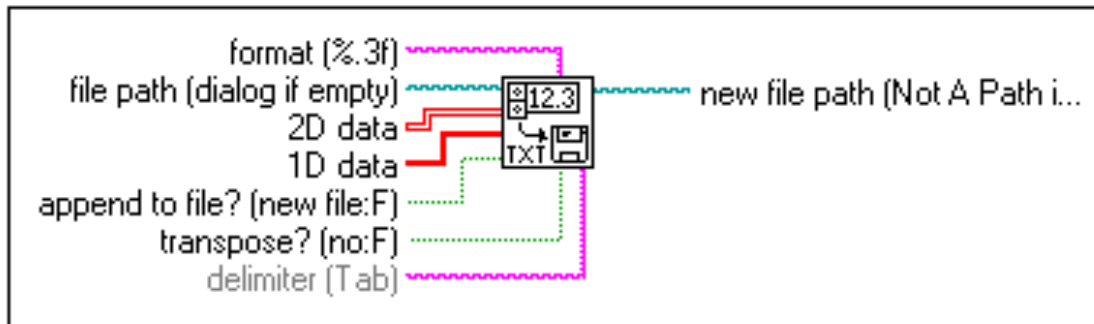 format (%.3f)
file path (dialog if empty)
2D data
1D data
append to file? (new file:F)
transpose? (no:F)
delimiter (Tab)
12.3
TXT
new file path (Not A Path i...